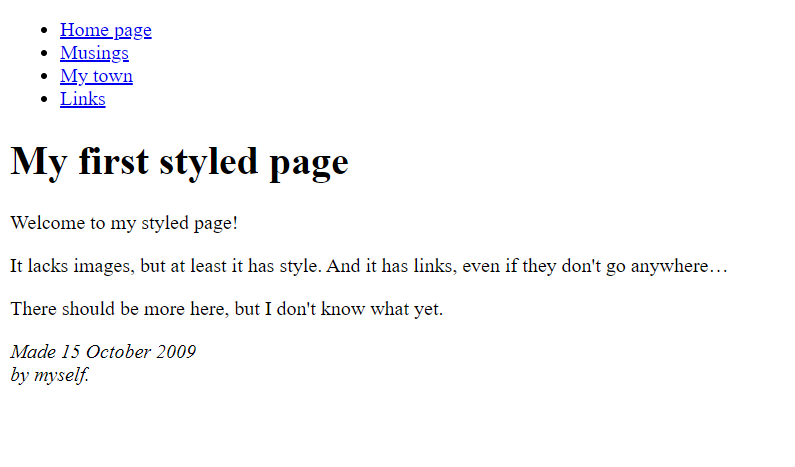 Home page
Musings
My town
Links
My first styled page
Welcome to my styled page!
It lacks images, but at least it has style. And it has links, even if they don't go anywhere…
There should be more here, but I don't know what yet.
Made 15 October 2009
by myself.